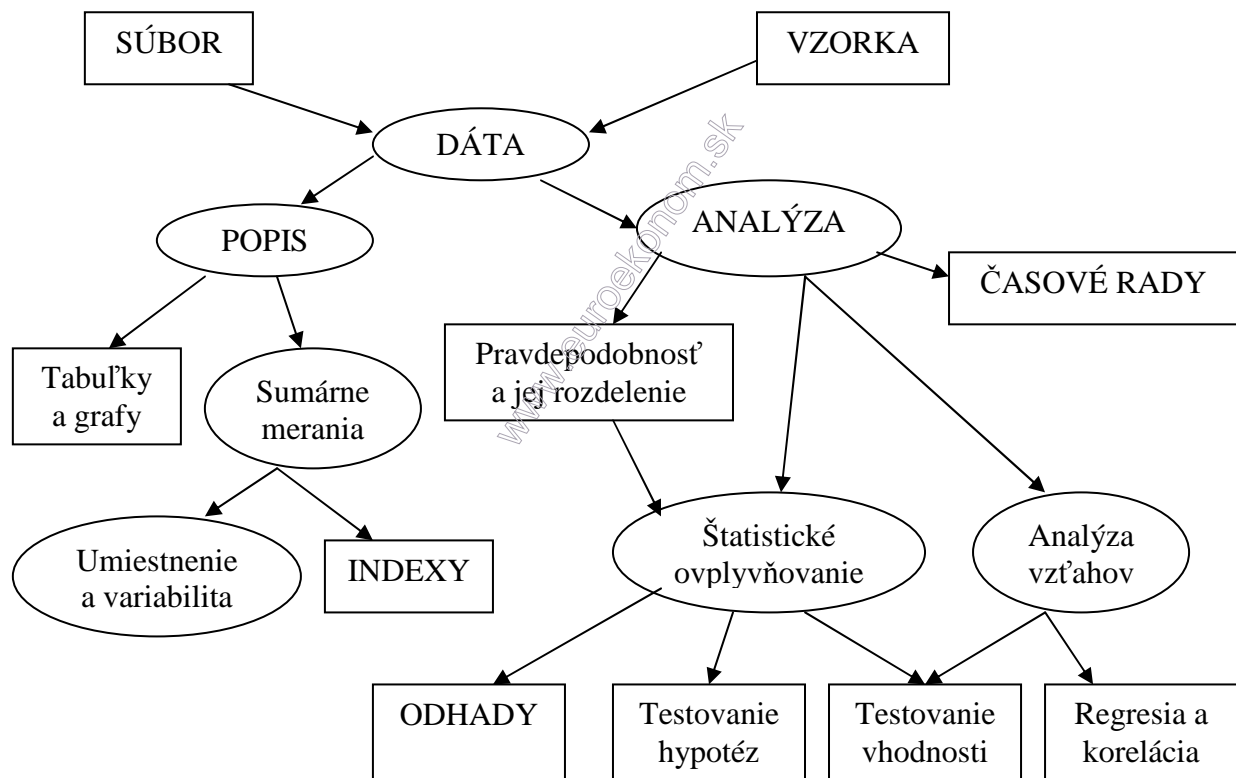 SÚBOR
VZORKA
DÁTA
POPIS
ANALÝZA
ČASOVÉ RADY
Tabuľky
a grafy
Sumárne
merania
Pravdepodobnosť
a jej rozdelenie
www.euroekonom.sk
Umiestnenie
a variabilita
INDEXY
Štatistické
ovplyvňovanie
Analýza
vzťahov
ODHADY
Testovanie
hypotéz
Testovanie
vhodnosti
Regresia a
korelácia